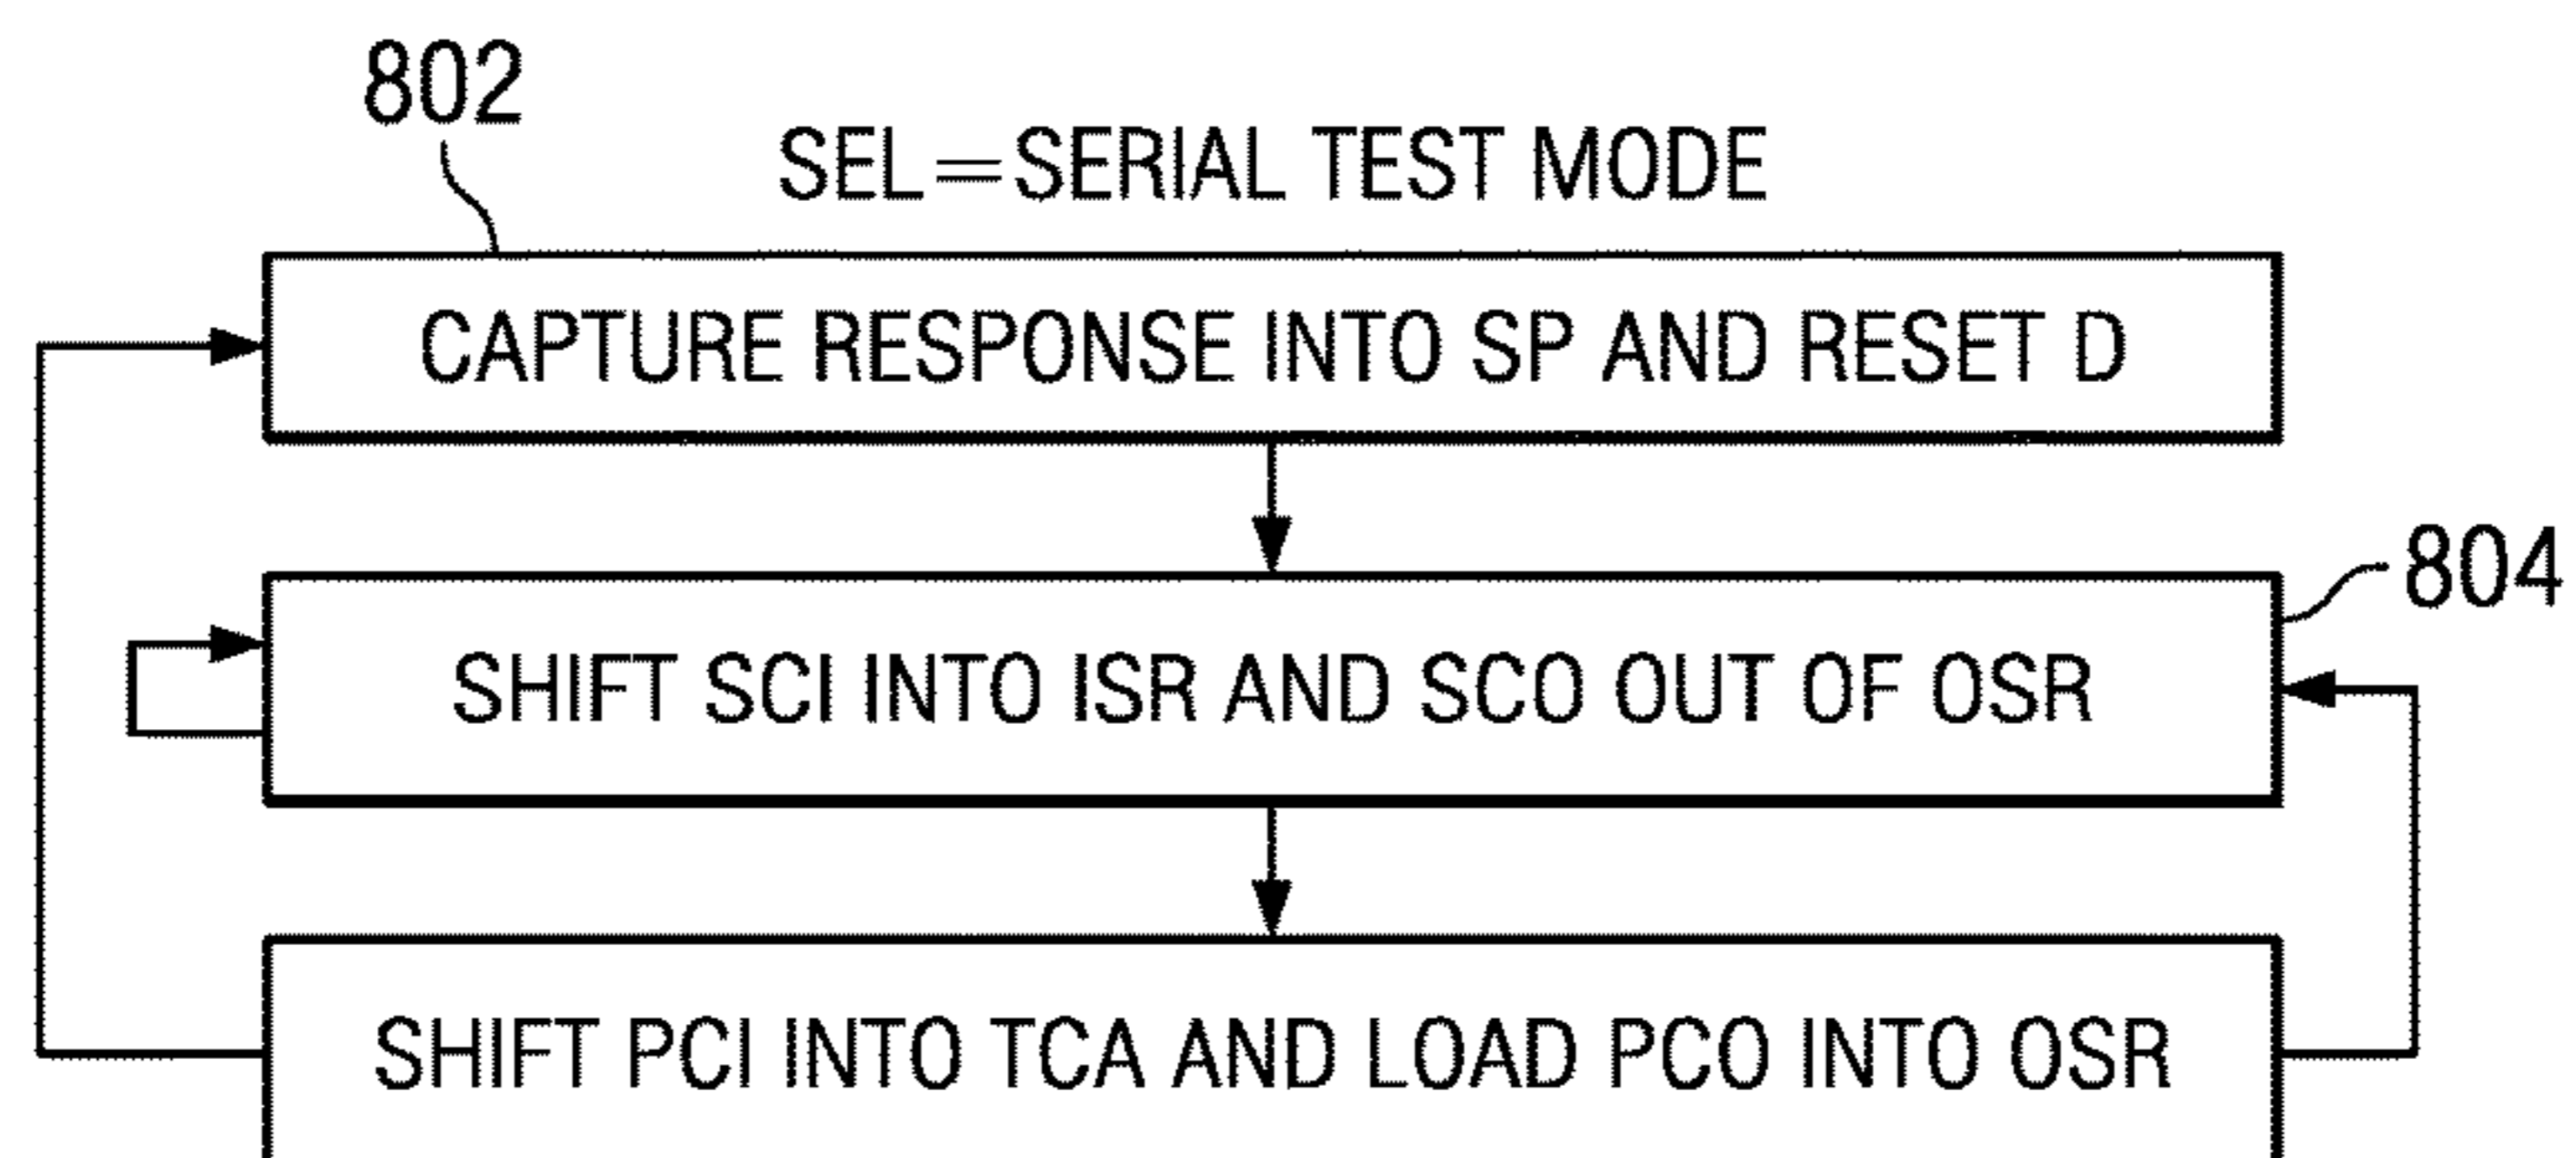 802
SEL=SERIAL TEST MODE
CAPTURE RESPONSE INTO SP AND RESET D
804
SHIFT SCI INTO ISR AND SCO OUT OF OSR
SHIFT PCI INTO TCA AND LOAD PCO INTO OSR